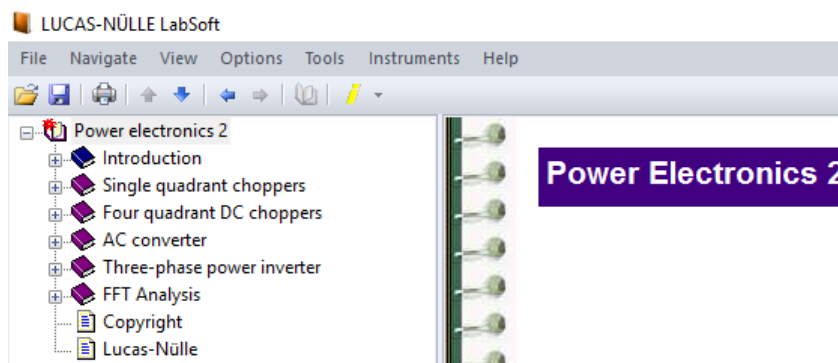 LUCAS-NÜLLE LabSoft
File Navigate View Options Tools Instruments Help
Power electronics 2
Introduction
Single quadrant choppers
Four quadrant DC choppers
AC converter
Three-phase power inverter
FFT Analysis
Copyright
Lucas-Nülle
Power Electronics 2